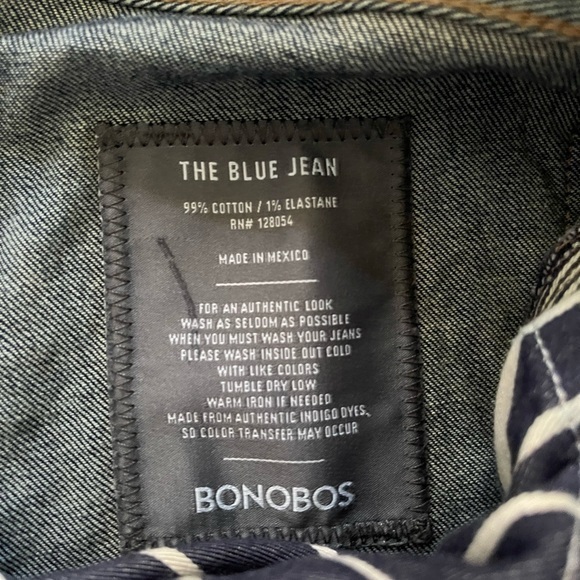 THE BLUE JEAN
99% COTTON / 1% ELASTANE
RN# 128054
MADE IN MEXICO
FOR AN AUTHENTIC LOOK
WASH AS SELDOM AS POSSIBLE
WHEN YOU MUST WASH YOUR JEANS
PLEASE WASH INSIDE OUT COLD
WITH LIKE COLORS
TUMBLE DRY LOW
WARM IRON IF NEEDED
MADE FROM AUTHENTIC INDIGO DYES,
SO COLOR TRANSFER MAY OCCUR
BONOBOS